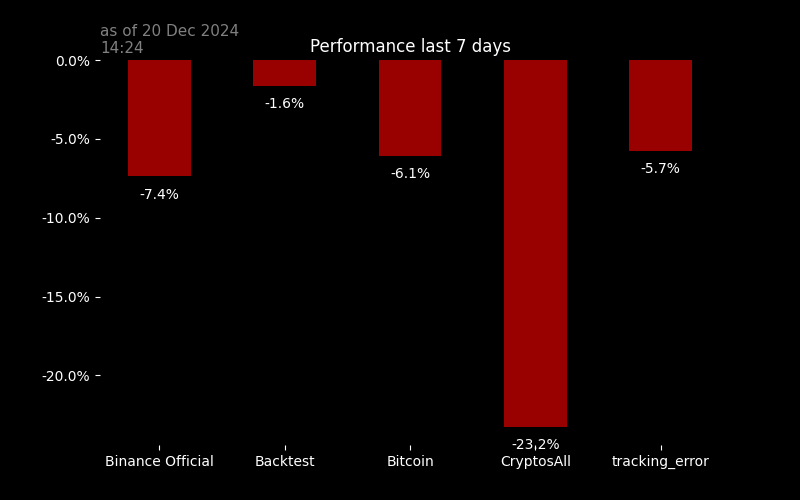 as of 20 Dec 2024
14:24
Performance last 7 days
0.0%
-5.0%
-10.0%
-15.0%
-20.0%
-7.4%
-1.6%
-6.1%
-23.2%
-5.7%
Binance Official
Backtest
Bitcoin
CryptosAll
tracking_error